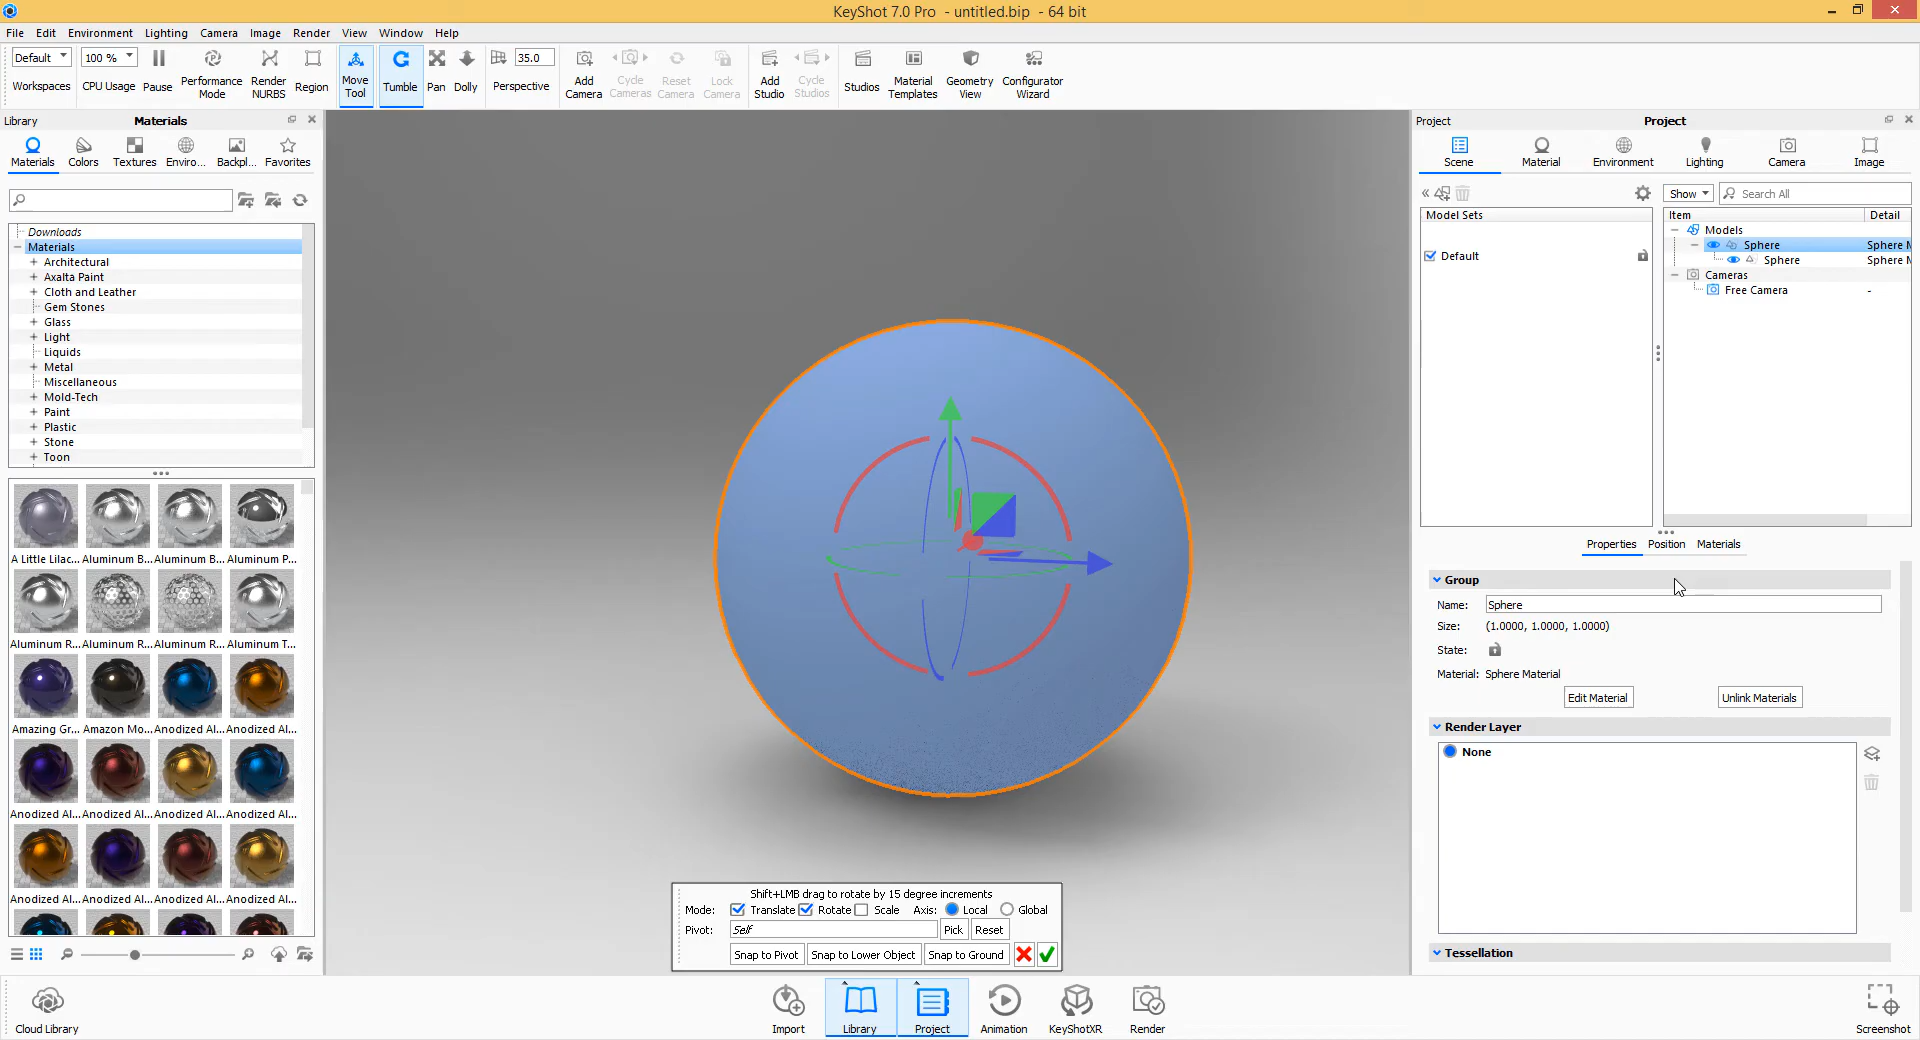 KeyShot 7.0 Pro - untitled.bip - 64 bit
File Edit Environment Lighting Camera Image Render View Window Help
Default 100 % 35.0
Workspaces CPU Usage Pause Performance Mode Render NURBS Region Move Tool Tumble Pan Dolly Perspective Add Camera Cycle Cameras Reset Camera Lock Camera Add Studio Cycle Studios Studios Material Templates Geometry View Configurator Wizard
Library Materials
Materials Colors Textures Enviro... Backpl... Favorites
Downloads
Materials
Architectural
Axalta Paint
Cloth and Leather
Gem Stones
Glass
Light
Liquids
Metal
Miscellaneous
Mold-Tech
Paint
Plastic
Stone
Toon
A Little Lilac... Aluminum B... Aluminum B... Aluminum P...
Aluminum R... Aluminum R... Aluminum R... Aluminum T...
Amazing Gr... Amazon Mo... Anodized Al... Anodized Al...
Anodized Al... Anodized Al... Anodized Al... Anodized Al...
Anodized Al... Anodized Al... Anodized Al... Anodized Al...
Shift+LMB drag to rotate by 15 degree increments
Mode: Translate Rotate Scale Axis: Local Global
Pivot: Self Pick Reset
Snap to Pivot Snap to Lower Object Snap to Ground
Project Project
Scene Material Environment Lighting Camera Image
Show Search All
Model Sets
Default
Item Detail
Models
Sphere Sphere M
Sphere Sphere M
Cameras
Free Camera -
Properties Position Materials
Group
Name: Sphere
Size: (1.0000, 1.0000, 1.0000)
State:
Material: Sphere Material
Edit Material Unlink Materials
Render Layer
None
Tessellation
Cloud Library Import Library Project Animation KeyShotXR Render Screenshot